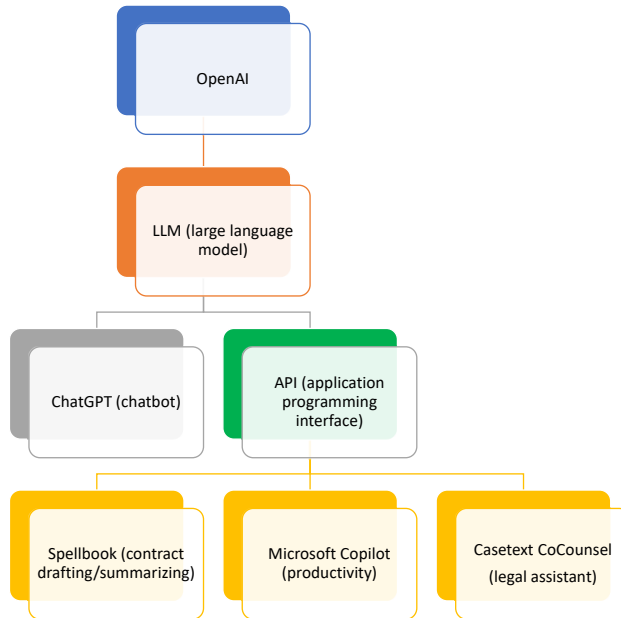 OpenAI
LLM (large language
model)
ChatGPT (chatbot)
API (application
programming
interface)
Spellbook (contract
drafting/summarizing)
Microsoft Copilot
(productivity)
Casetext CoCounsel
(legal assistant)